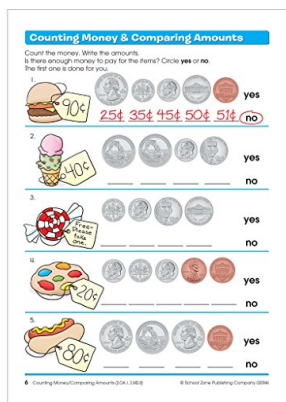 Counting Money & Comparing Amounts
Count the money. Write the amounts.
Is there enough money to pay for the items? Circle yes or no.
The first one is done for you.
1.
90¢
25¢ 35¢ 45¢ 50¢ 51¢
yes
no
2.
40¢
yes
no
3.
Free-
Please
take
one.
yes
no
4.
20¢
yes
no
5.
80¢
yes
no
6 Counting Money/Comparing Amounts
© School Zone Publishing Company